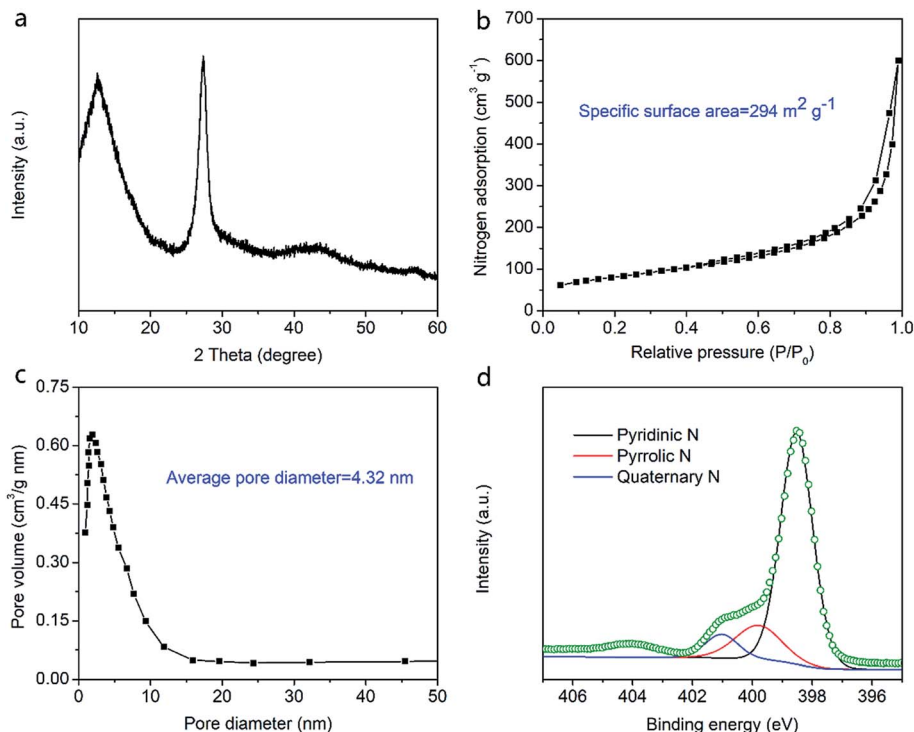 a
Intensity (a.u.)
10 20 30 40 50 60
2 Theta (degree)
b
Nitrogen adsorption (cm³ g⁻¹)
700
600
500
400
300
200
100
0
Specific surface area=294 m² g⁻¹
0.0 0.2 0.4 0.6 0.8 1.0
Relative pressure (P/P₀)
c
Pore volume (cm³/g nm)
0.75
0.60
0.45
0.30
0.15
0.00
Average pore diameter=4.32 nm
0 10 20 30 40 50
Pore diameter (nm)
d
Intensity (a.u.)
Pyridinic N
Pyrrolic N
Quaternary N
406 404 402 400 398 396
Binding energy (eV)